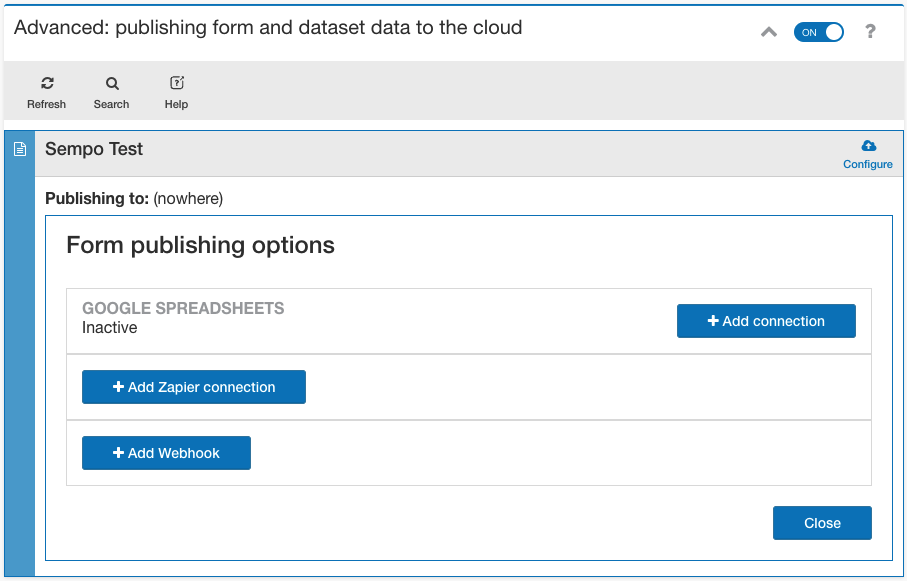 Advanced: publishing form and dataset data to the cloud
ON
?
Refresh Search Help
Sempo Test
Configure
Publishing to: (nowhere)
Form publishing options
GOOGLE SPREADSHEETS
Inactive
+ Add connection
+ Add Zapier connection
+ Add Webhook
Close